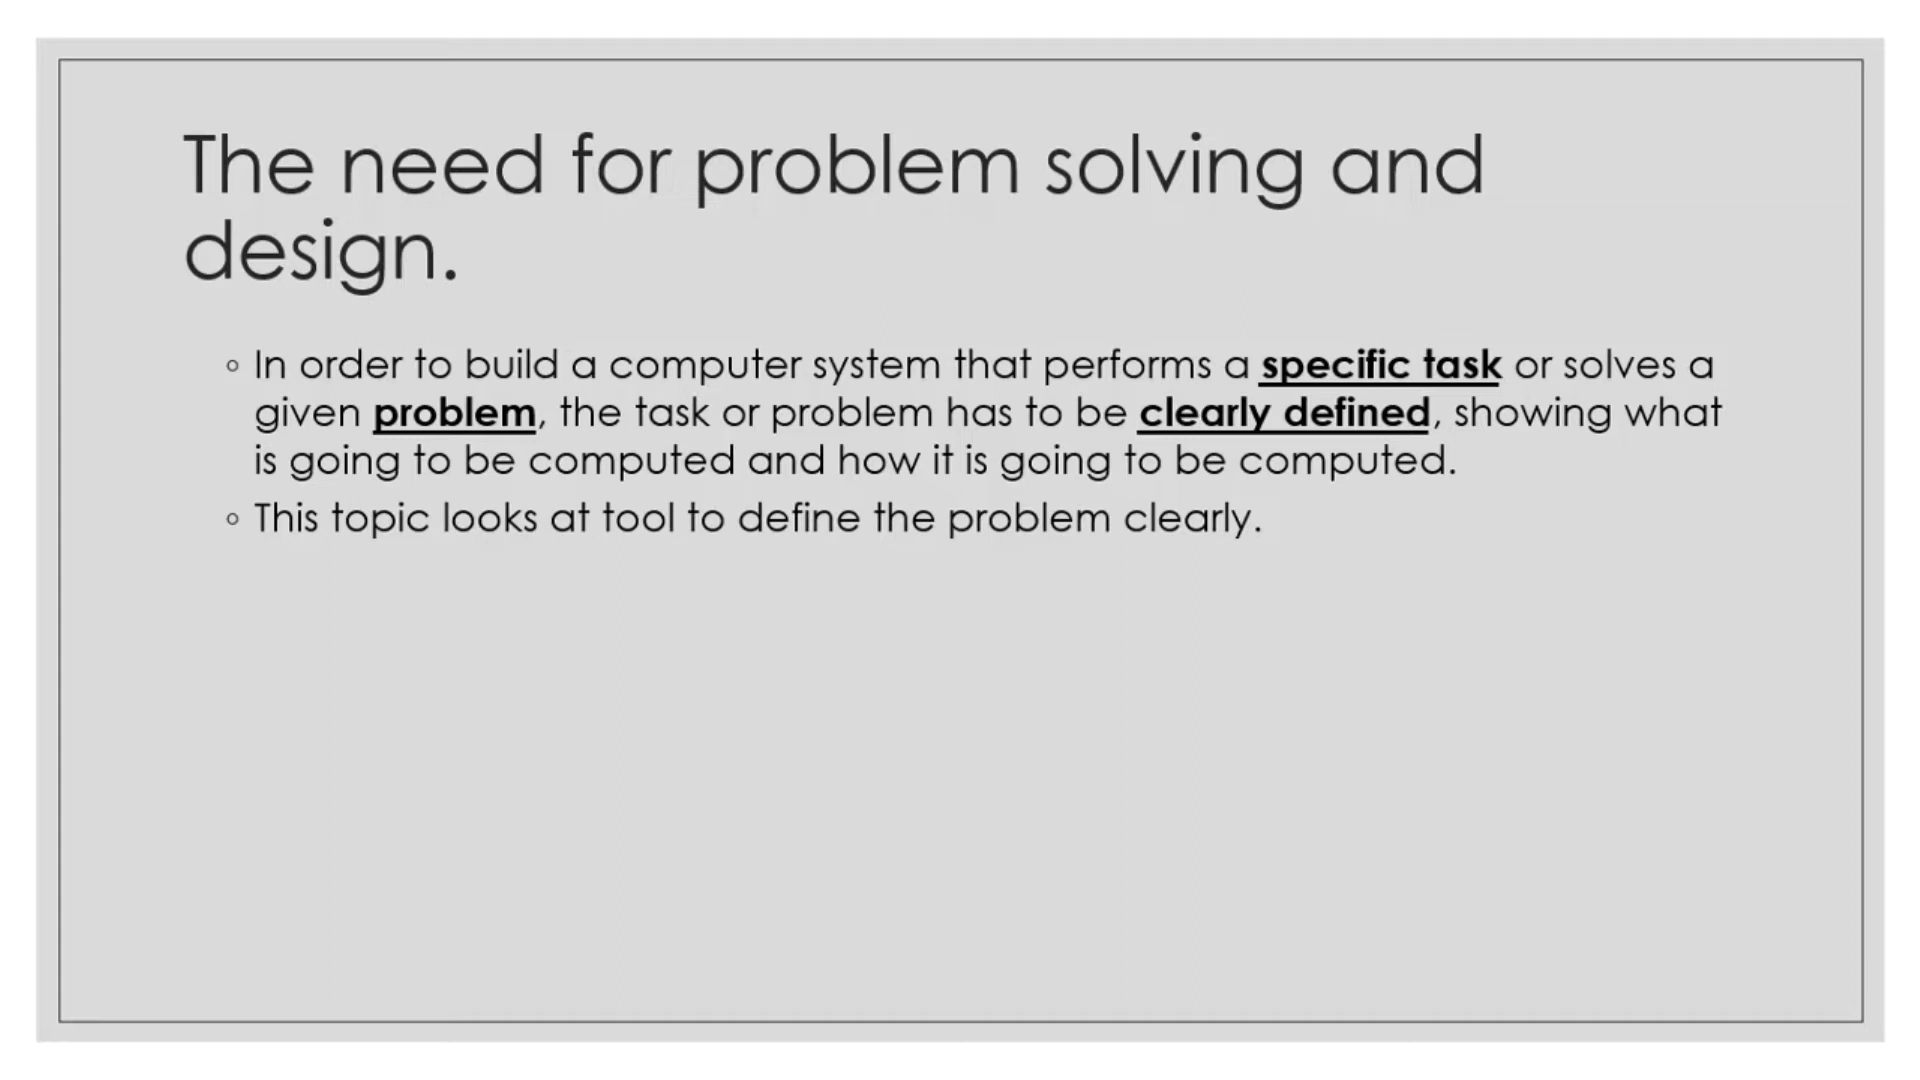 The need for problem solving and
design.
◦ In order to build a computer system that performs a specific task or solves a
given problem, the task or problem has to be clearly defined, showing what
is going to be computed and how it is going to be computed.
◦ This topic looks at tool to define the problem clearly.